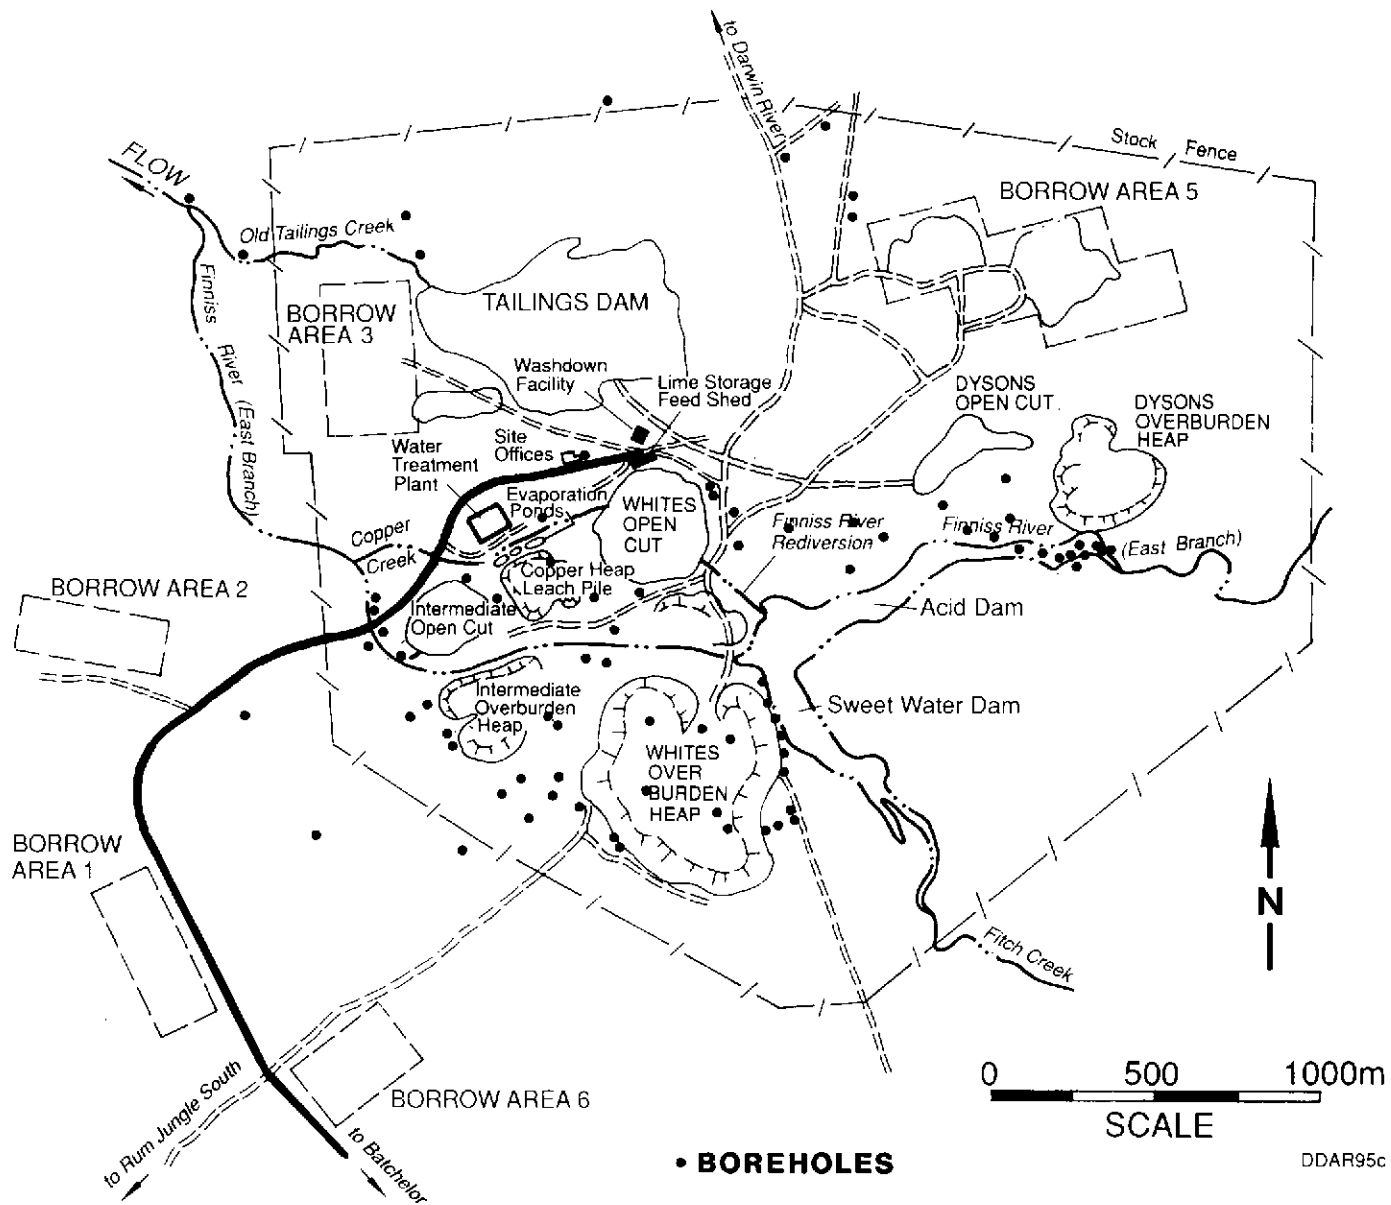 to Darwin River
FLOW
Stock Fence
BORROW AREA 5
Old Tailings Creek
Finniss River (East Branch)
TAILINGS DAM
BORROW
AREA 3
Washdown
Facility
Lime Storage
Feed Shed
DYSONS
OPEN CUT
DYSONS
OVERBURDEN
HEAP
Site
Offices
Water
Treatment
Plant
Evaporation
Ponds
WHITES
OPEN
CUT
Copper
Creek
Finniss River
Rediversion
Finniss River
(East Branch)
BORROW AREA 2
Copper Heap
Leach Pile
Intermediate
Open Cut
Acid Dam
Intermediate
Overburden
Heap
Sweet Water Dam
WHITES
OVER
BURDEN
HEAP
BORROW
AREA 1
N
Fitch Creek
to Rum Jungle South
BORROW AREA 6
to Batchelor
0 500 1000m
SCALE
• BOREHOLES
DDAR95c